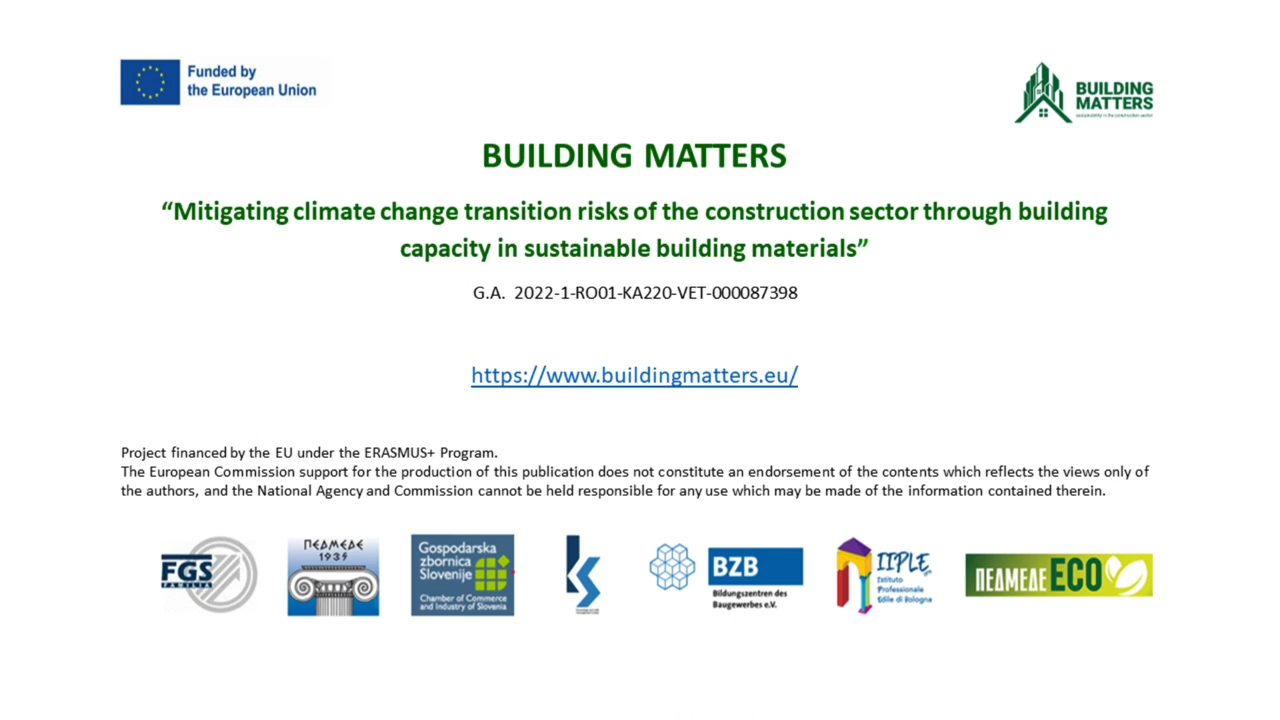 Funded by
the European Union
BUILDING
MATTERS
BUILDING MATTERS
“Mitigating climate change transition risks of the construction sector through building
capacity in sustainable building materials”
G.A. 2022-1-RO01-KA220-VET-000087398
https://www.buildingmatters.eu/
Project financed by the EU under the ERASMUS+ Program.
The European Commission support for the production of this publication does not constitute an endorsement of the contents which reflects the views only of
the authors, and the National Agency and Commission cannot be held responsible for any use which may be made of the information contained therein.
FGS
FAMILIA
ΠΕΔΜΕΔΕ
1935
Gospodarska
zbornica
Slovenije
Chamber of Commerce
and Industry of Slovenia
BZB
Bildungszentren des
Baugewerbes e.V.
IIPLE
Istituto
Professionale
Edile di Bologna
ΠΕΔΜΕΔΕ ECO